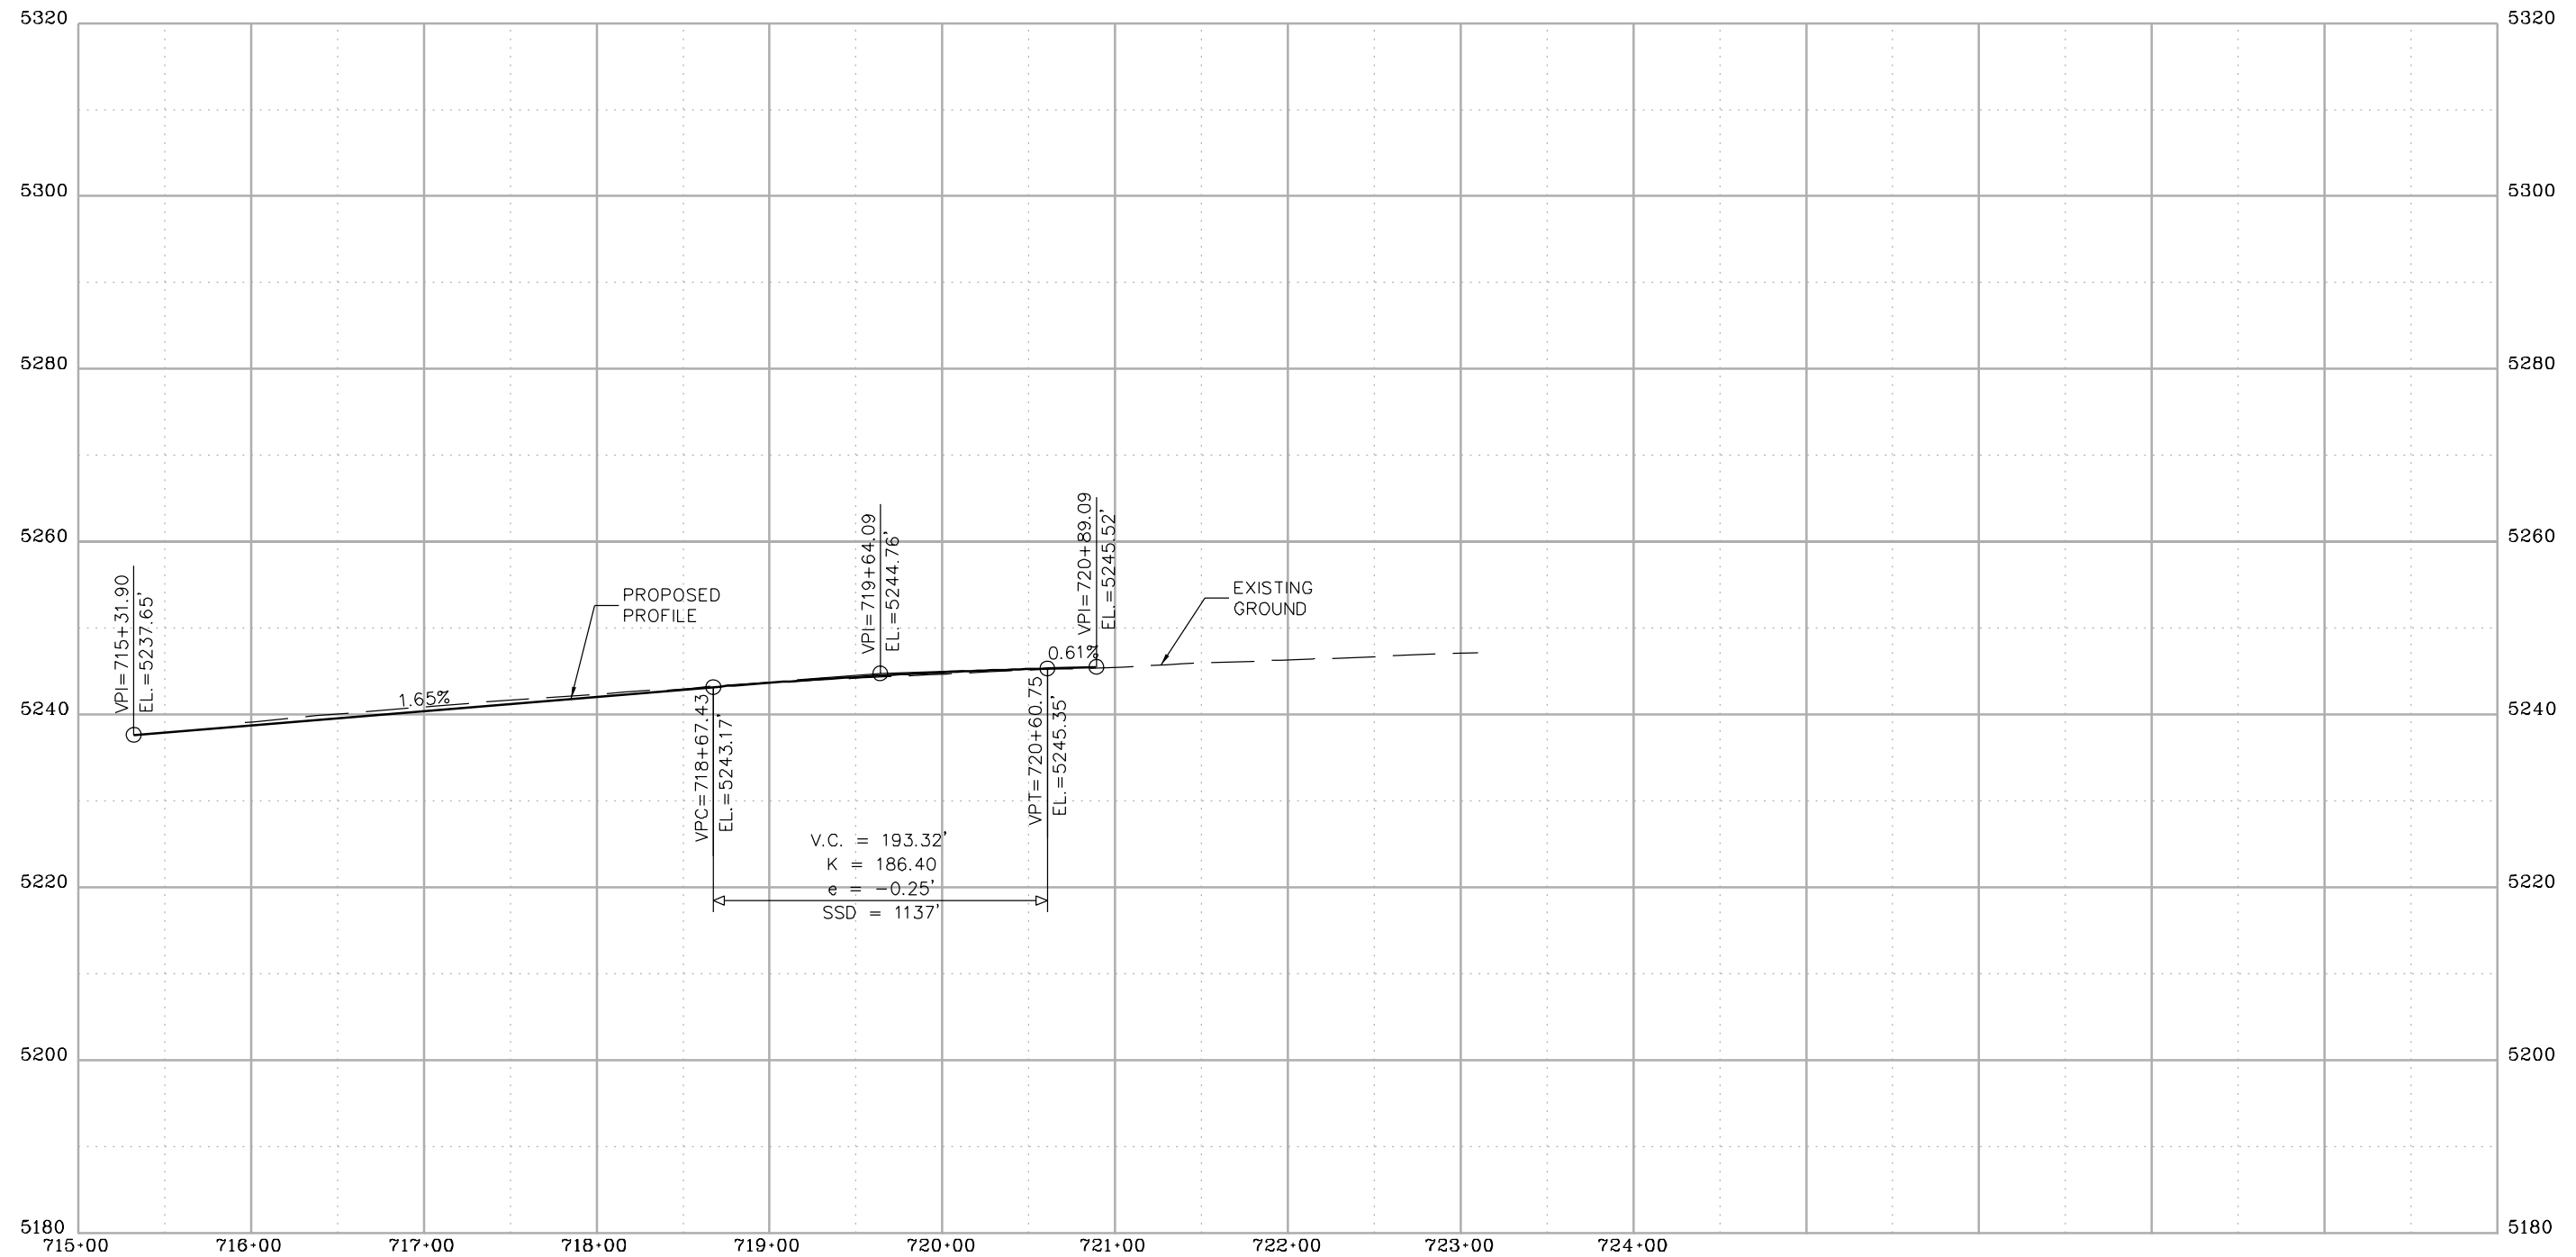 5320
5320
5300
5300
5280
5280
5260
5260
5240
5240
5220
5220
5200
5200
5180
5180
VPI=715+31.90
EL.=5237.65'
1.65%
PROPOSED
PROFILE
VPC=718+67.43
EL.=5243.17'
VPI=719+64.09
EL.=5244.76'
VPT=720+60.75
EL.=5245.35'
0.61%
VPI=720+89.09
EL.=5245.52'
EXISTING
GROUND
V.C. = 193.32'
K = 186.40
e = -0.25'
SSD = 1137'
715+00
716+00
717+00
718+00
719+00
720+00
721+00
722+00
723+00
724+00